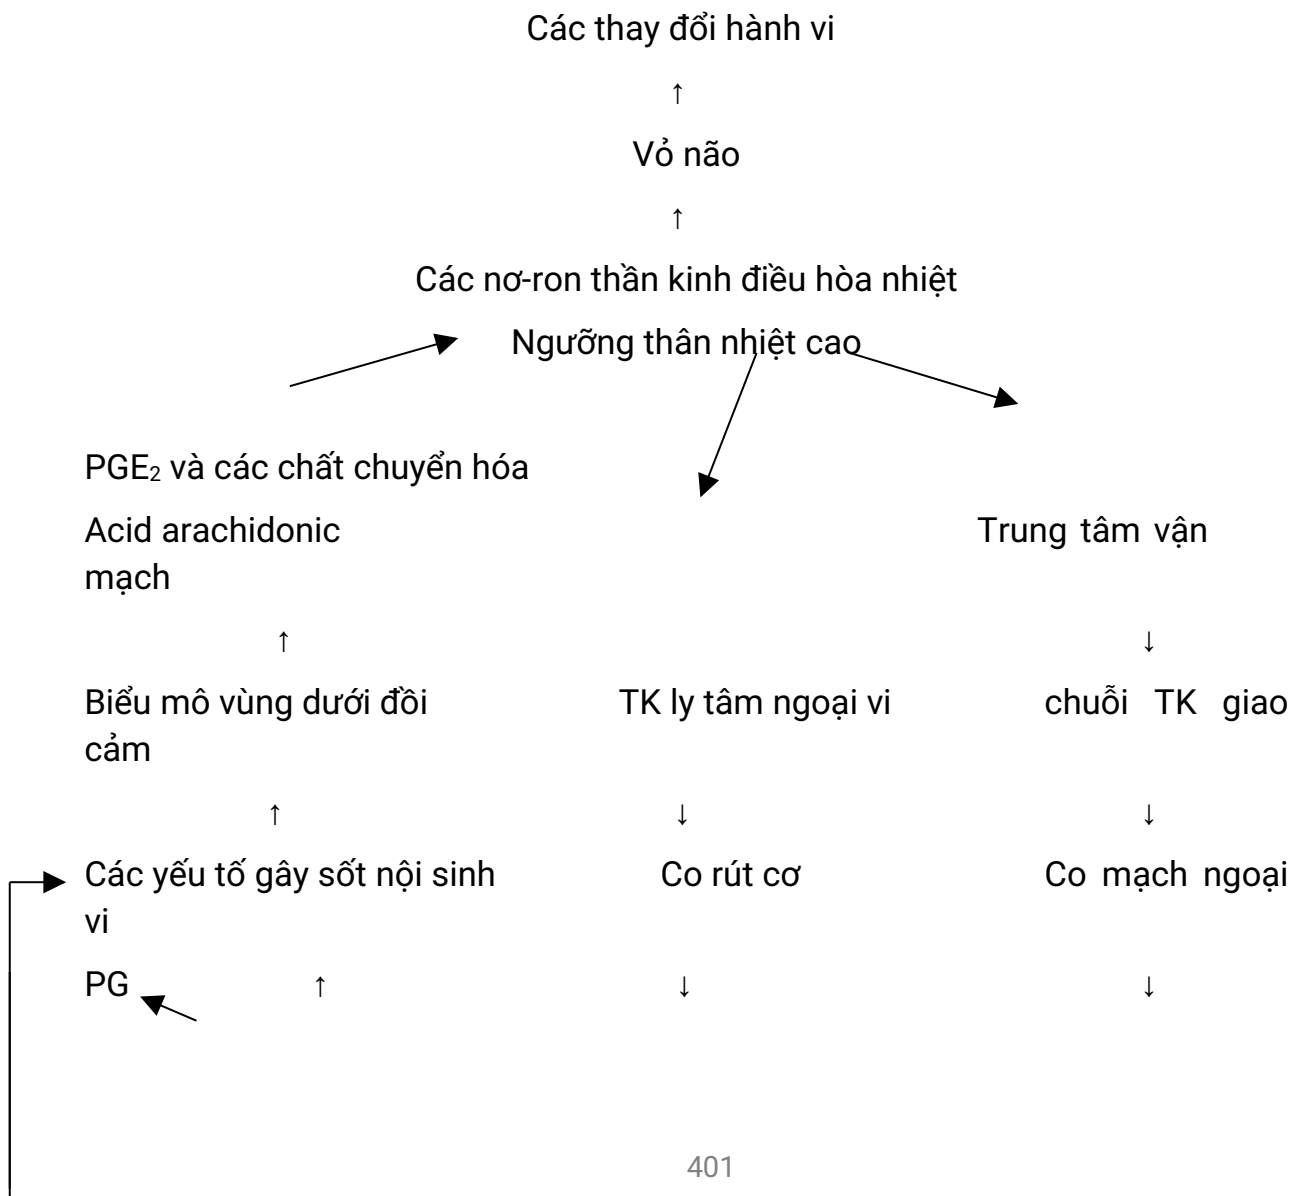 Các thay đổi hành vi
↑
Vỏ não
↑
Các nơ-ron thần kinh điều hòa nhiệt
Ngưỡng thân nhiệt cao
PGE₂ và các chất chuyển hóa
Acid arachidonic Trung tâm vận
mạch
↑ ↓
Biểu mô vùng dưới đồi TK ly tâm ngoại vi chuỗi TK giao
cảm
↑ ↓ ↓
Các yếu tố gây sốt nội sinh Co rút cơ Co mạch ngoại
vi
PG ↑ ↓ ↓
401